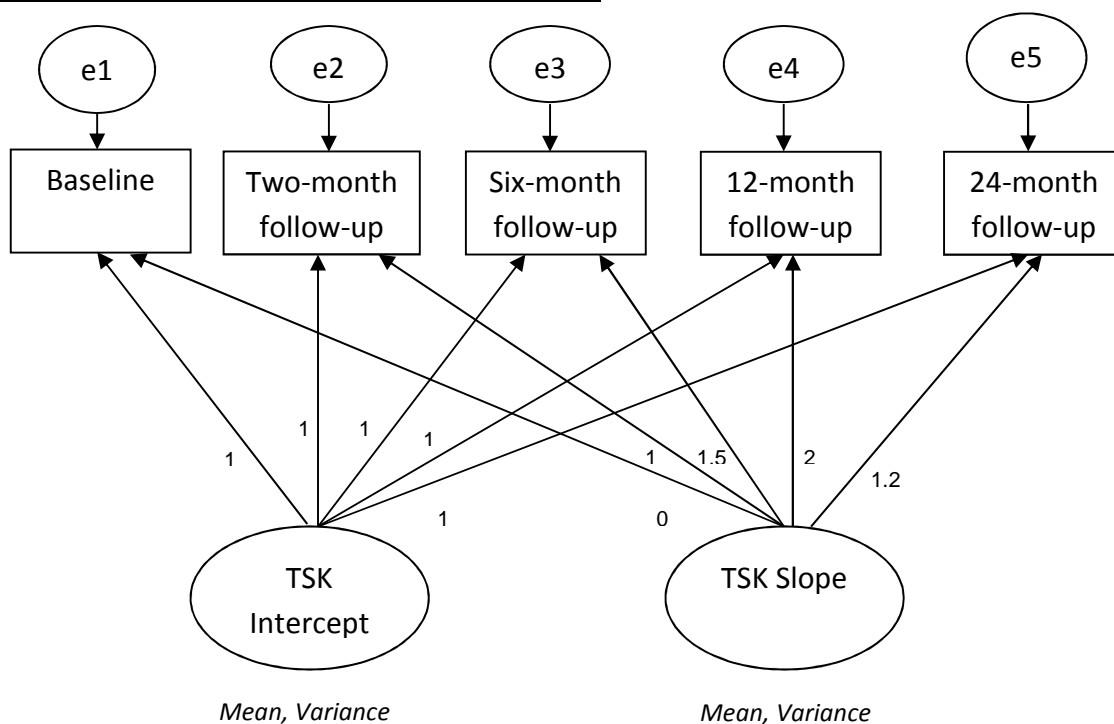 e1
e2
e3
e4
e5
Baseline
Two-month
follow-up
Six-month
follow-up
12-month
follow-up
24-month
follow-up
1
1
1
1
1
1.5
2
1.2
1
0
TSK
Intercept
TSK Slope
Mean, Variance
Mean, Variance